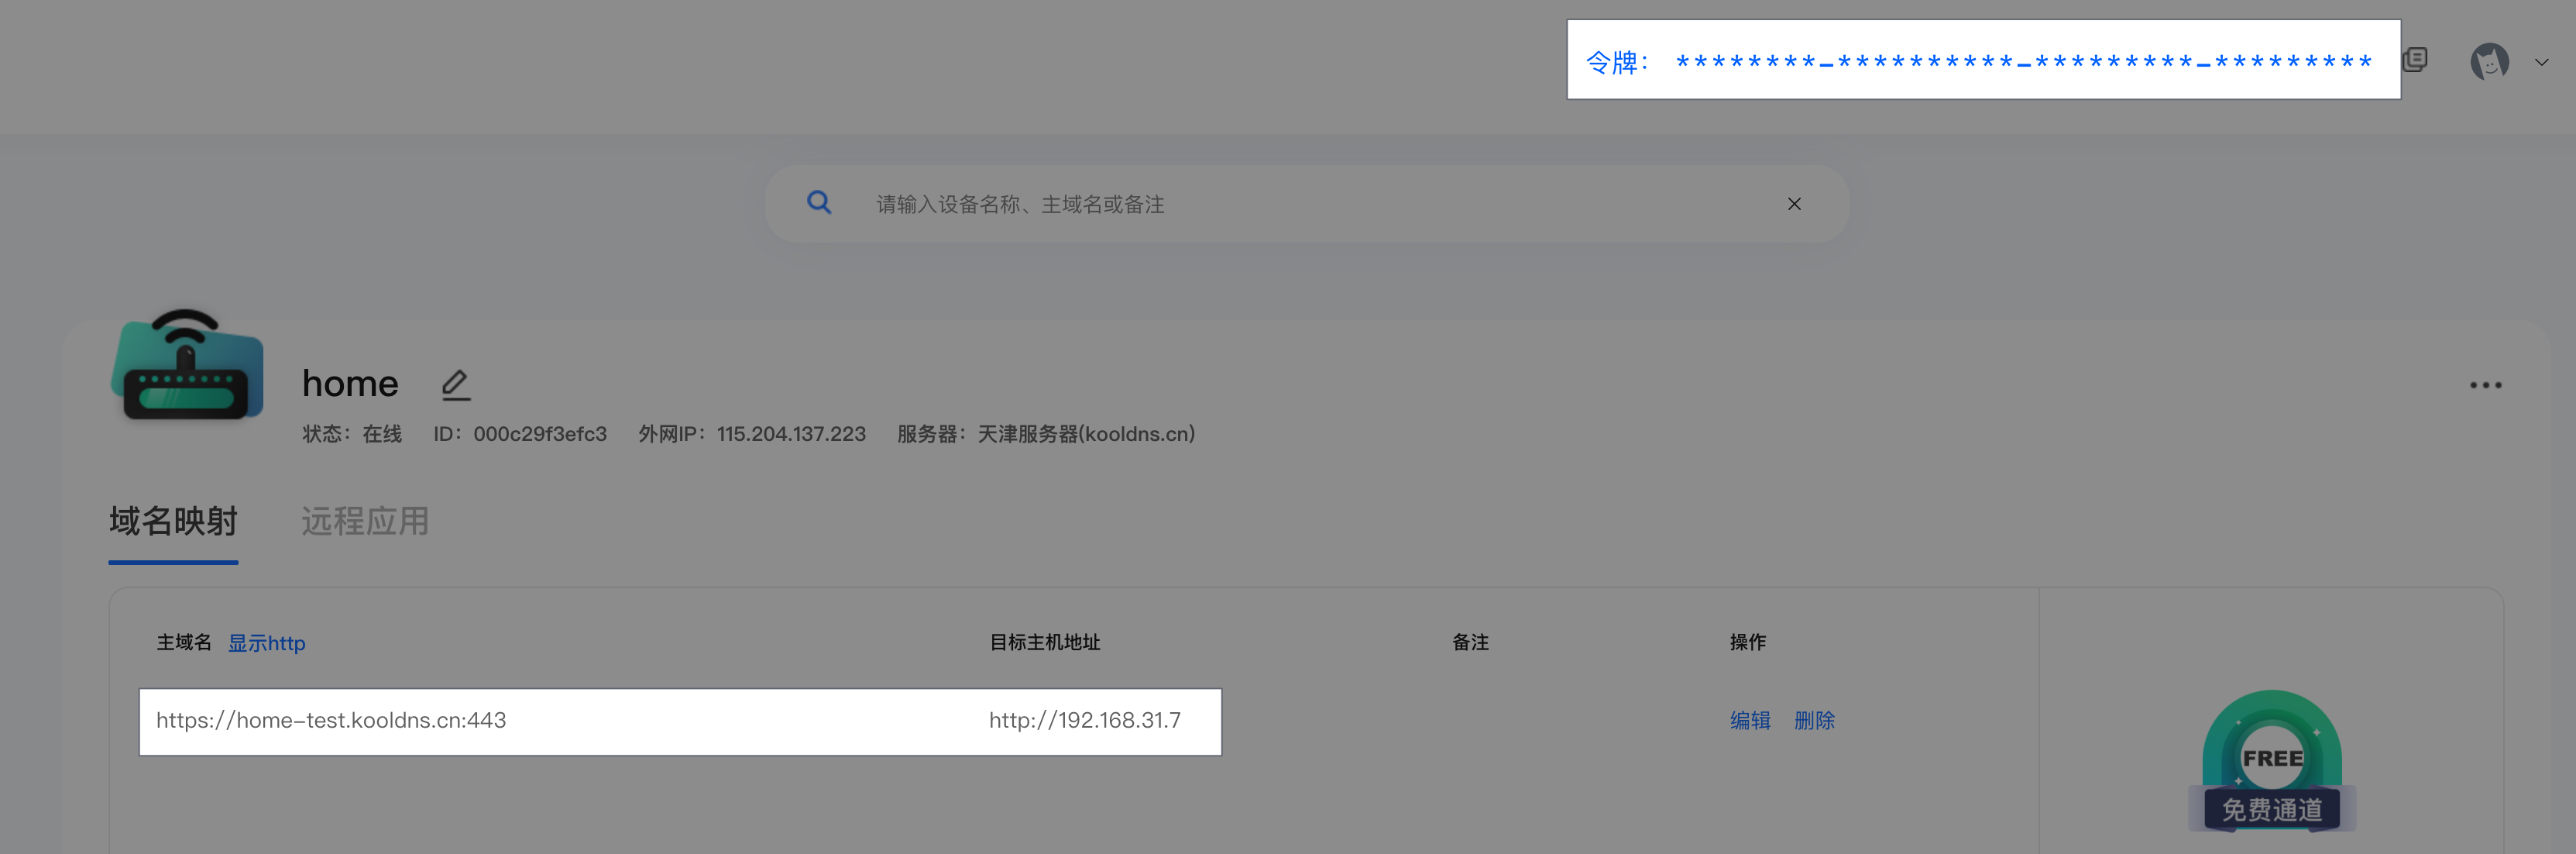 令牌： ********-**********-*********-*********
请输入设备名称、主域名或备注
home
状态：在线 ID：000c29f3efc3 外网IP：115.204.137.223 服务器：天津服务器(kooldns.cn)
域名映射 远程应用
主域名 显示http 目标主机地址 备注 操作
https://home-test.kooldns.cn:443 http://192.168.31.7 编辑 删除
FREE
免费通道